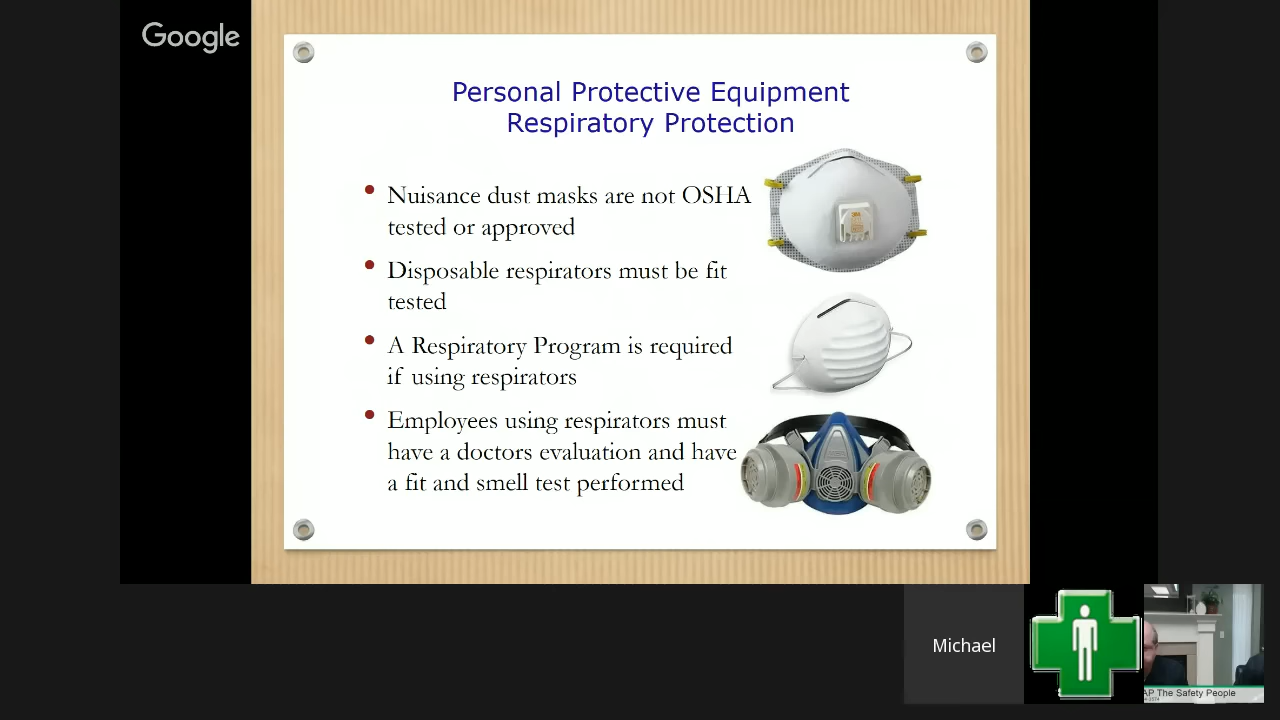 Google
Personal Protective Equipment
Respiratory Protection
Nuisance dust masks are not OSHA
tested or approved
Disposable respirators must be fit
tested
A Respiratory Program is required
if using respirators
Employees using respirators must
have a doctors evaluation and have
a fit and smell test performed
Michael
AP The Safety People